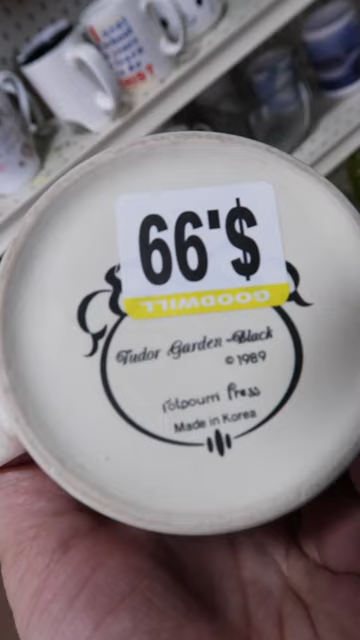 $.99
GOODWILL
Tudor Garden-Black
© 1989
Potpourri Press
Made in Korea